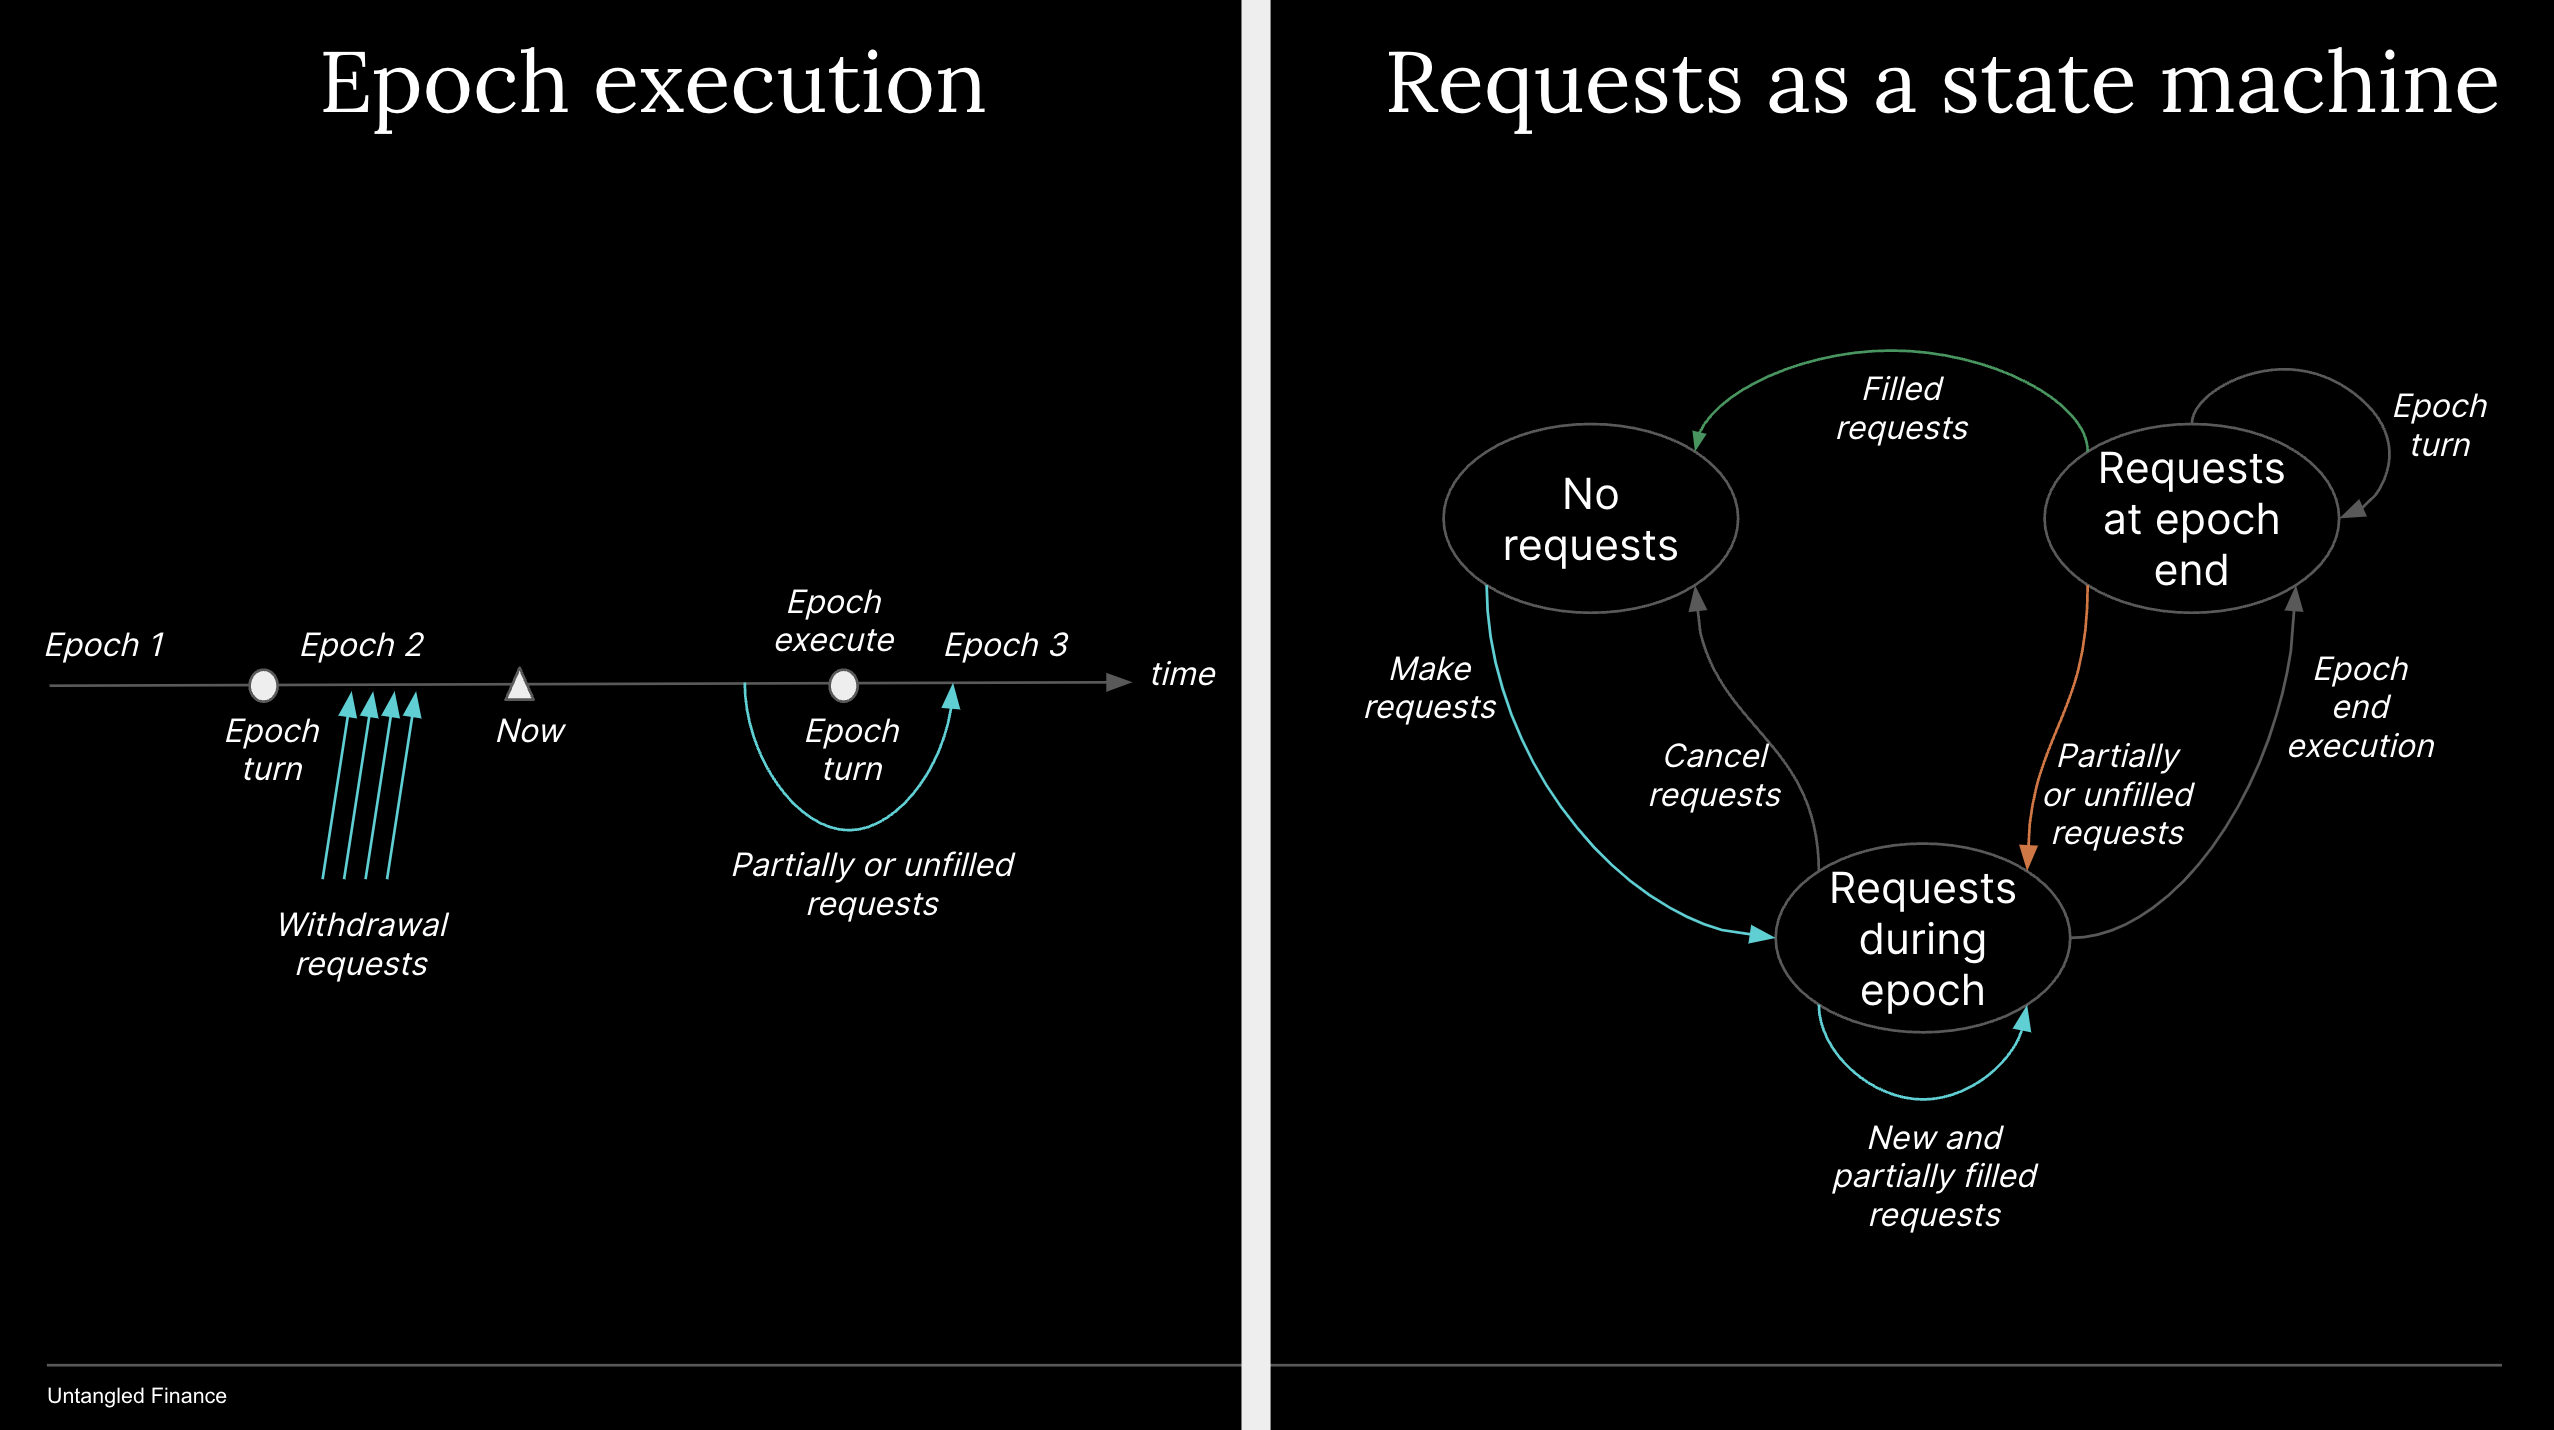 Epoch execution
Epoch
execute
Epoch 1
Epoch 2
Epoch 3
time
Epoch
turn
Now
Epoch
turn
Partially or unfilled
requests
Withdrawal
requests
Untangled Finance
Requests as a state machine
Filled
requests
Epoch
turn
No
requests
Requests
at epoch
end
Make
requests
Cancel
requests
Partially
or unfilled
requests
Epoch
end
execution
Requests
during
epoch
New and
partially filled
requests